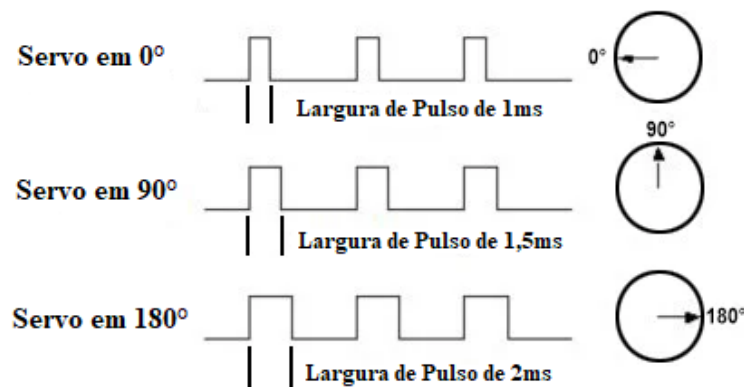 Servo em 0°
0°
Largura de Pulso de 1ms
90°
Servo em 90°
Largura de Pulso de 1,5ms
Servo em 180°
180°
Largura de Pulso de 2ms